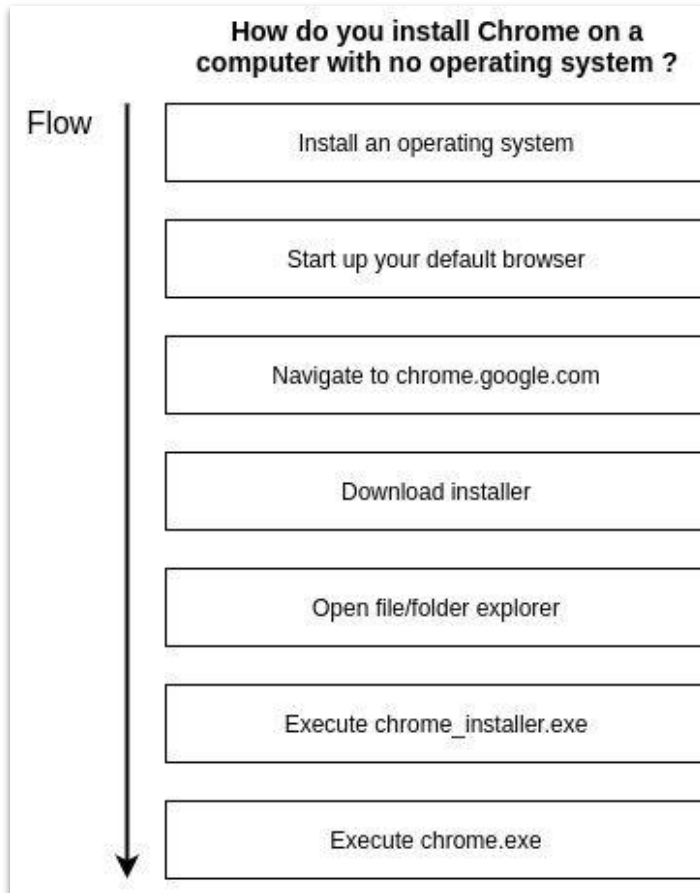 How do you install Chrome on a
computer with no operating system ?
Flow
Install an operating system
Start up your default browser
Navigate to chrome.google.com
Download installer
Open file/folder explorer
Execute chrome_installer.exe
Execute chrome.exe